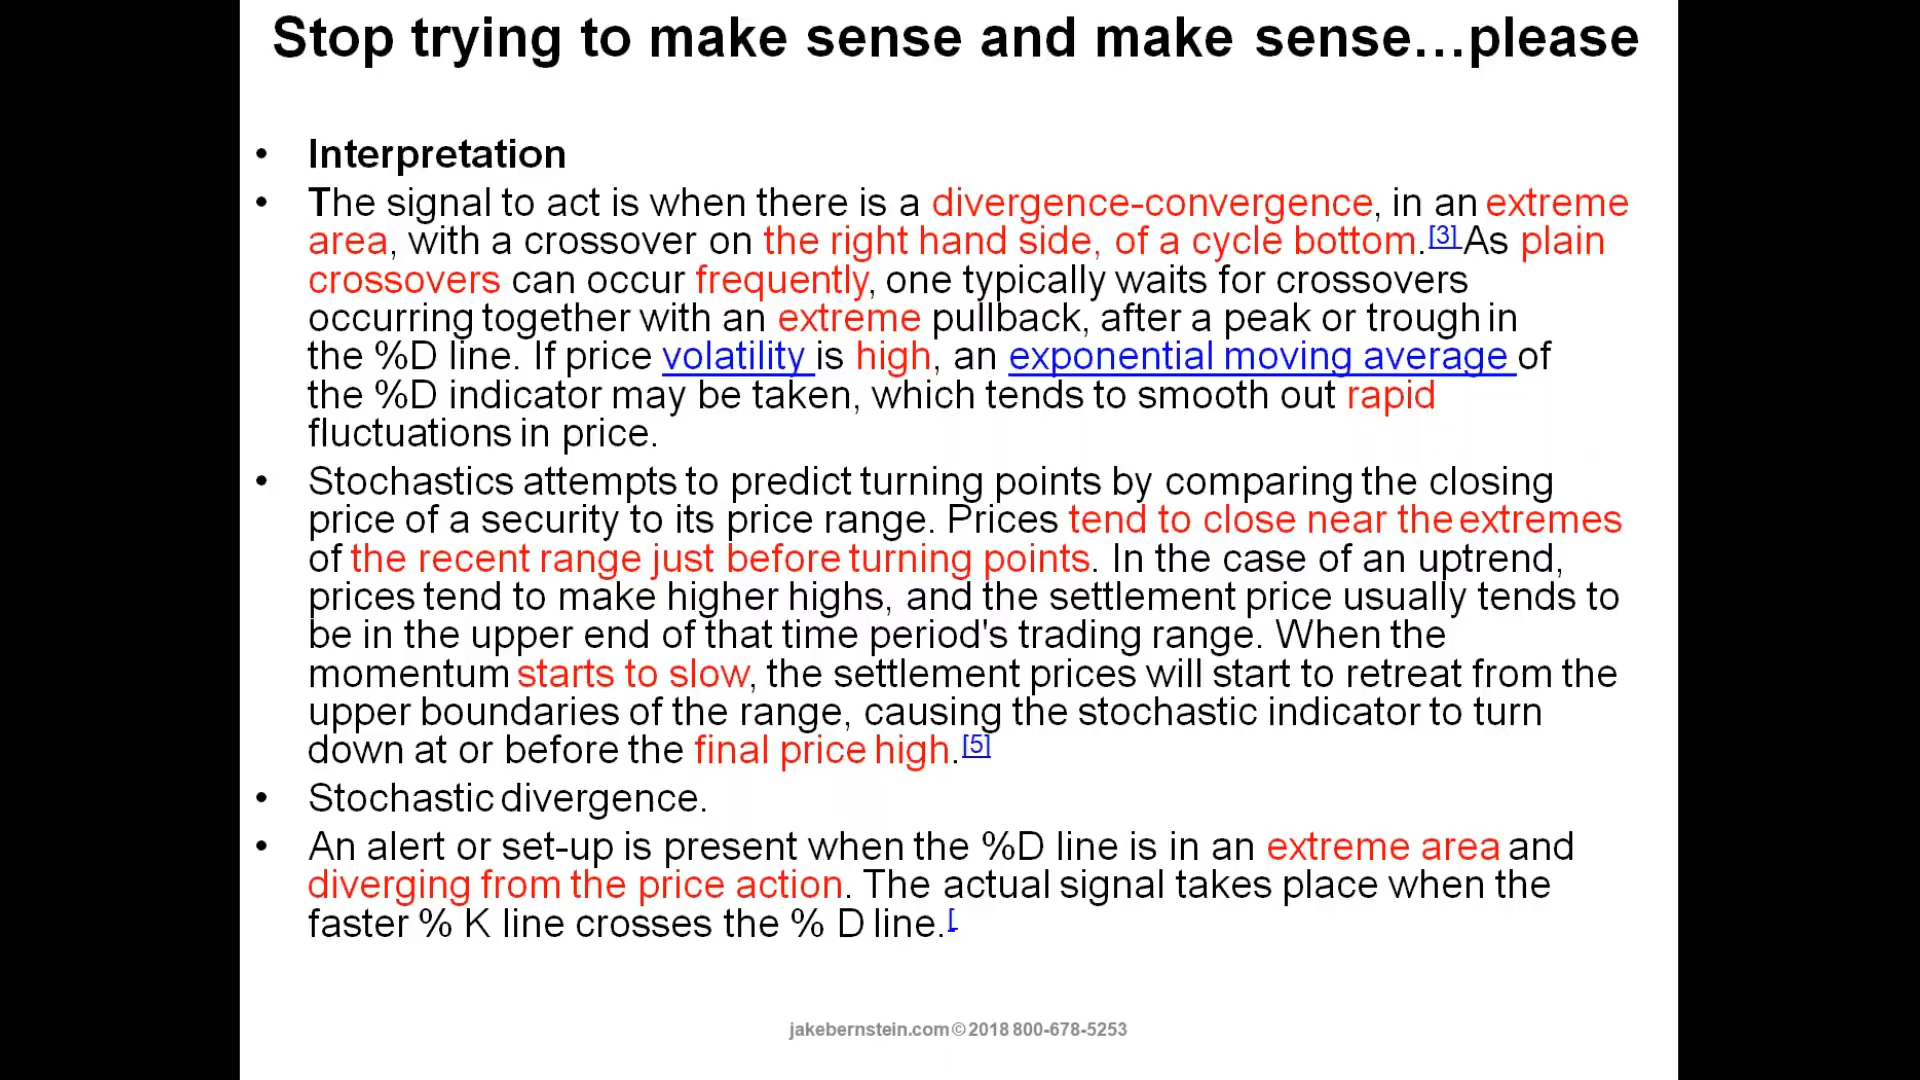 Stop trying to make sense and make sense...please
• Interpretation
• The signal to act is when there is a divergence-convergence, in an extreme
area, with a crossover on the right hand side, of a cycle bottom.[3] As plain
crossovers can occur frequently, one typically waits for crossovers
occurring together with an extreme pullback, after a peak or trough in
the %D line. If price volatility is high, an exponential moving average of
the %D indicator may be taken, which tends to smooth out rapid
fluctuations in price.
• Stochastics attempts to predict turning points by comparing the closing
price of a security to its price range. Prices tend to close near the extremes
of the recent range just before turning points. In the case of an uptrend,
prices tend to make higher highs, and the settlement price usually tends to
be in the upper end of that time period's trading range. When the
momentum starts to slow, the settlement prices will start to retreat from the
upper boundaries of the range, causing the stochastic indicator to turn
down at or before the final price high.[5]
• Stochastic divergence.
• An alert or set-up is present when the %D line is in an extreme area and
diverging from the price action. The actual signal takes place when the
faster % K line crosses the % D line.[
jakebernstein.com © 2018 800-678-5253